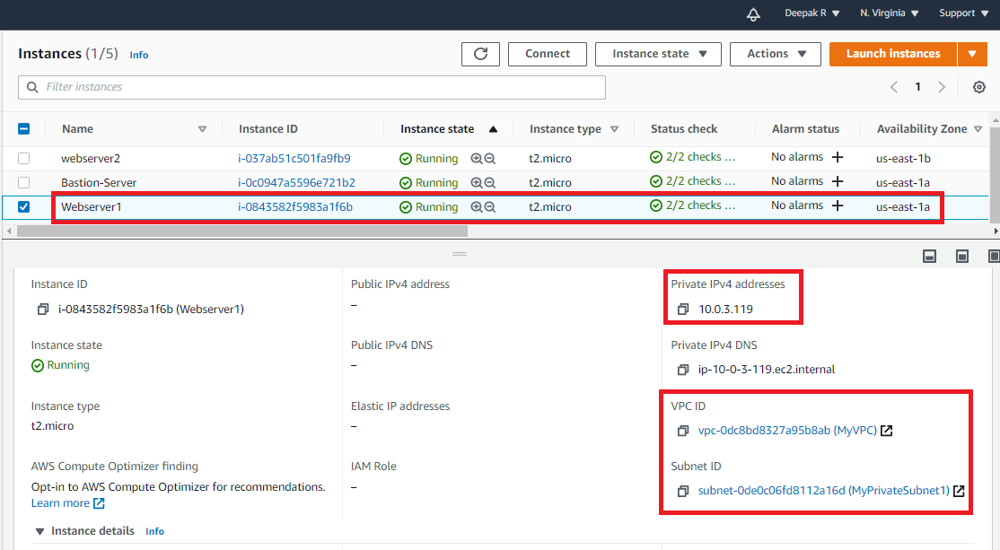 Deepak R N. Virginia Support
Instances (1/5) Info Connect Instance state Actions Launch instances
Filter instances 1
Name Instance ID Instance state Instance type Status check Alarm status Availability Zone
webserver2 i-037ab51c501fa9fb9 Running t2.micro 2/2 checks ... No alarms + us-east-1b
Bastion-Server i-0c0947a5596e721b2 Running t2.micro 2/2 checks ... No alarms + us-east-1a
Webserver1 i-0843582f5983a1f6b Running t2.micro 2/2 checks ... No alarms + us-east-1a
Instance ID Public IPv4 address Private IPv4 addresses
i-0843582f5983a1f6b (Webserver1) – 10.0.3.119
Instance state Public IPv4 DNS Private IPv4 DNS
Running – ip-10-0-3-119.ec2.internal
Instance type Elastic IP addresses VPC ID
t2.micro – vpc-0dc8bd8327a95b8ab (MyVPC)
AWS Compute Optimizer finding IAM Role Subnet ID
Opt-in to AWS Compute Optimizer for recommendations. – subnet-0de0c06fd8112a16d (MyPrivateSubnet1)
Learn more
Instance details Info